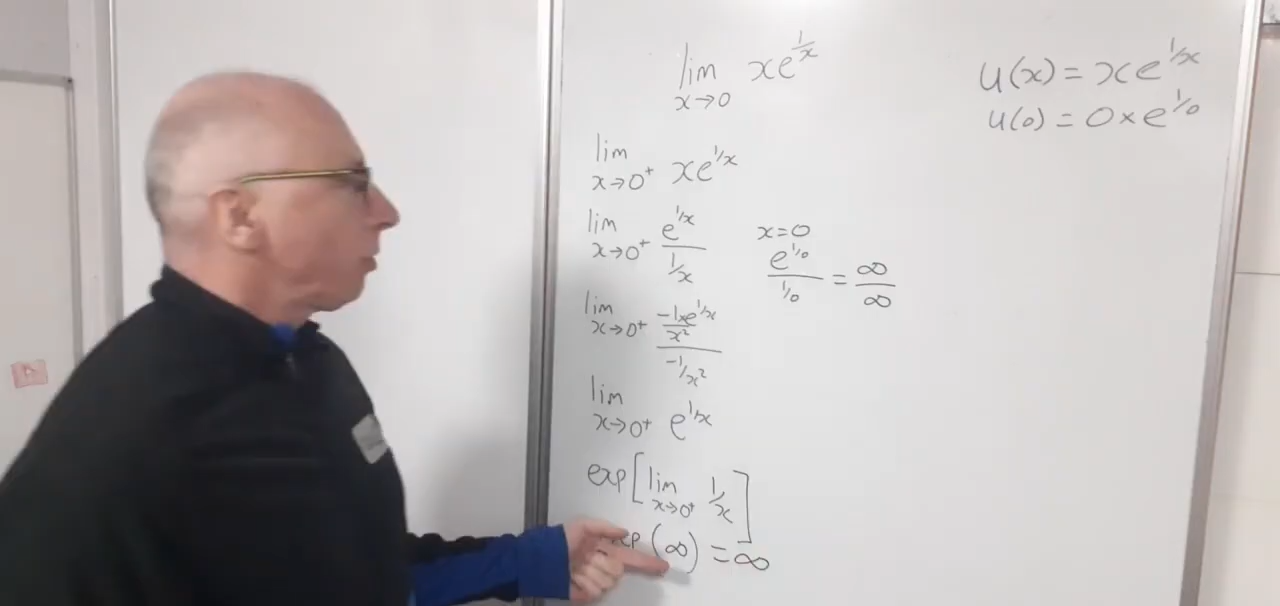 lim x→0 xe^(1/x)
lim x→0⁺ xe^(1/x)
lim x→0⁺ e^(1/x) / (1/x)
lim x→0⁺ (-1×e^(1/x) / x²) / (-1/x²)
lim x→0⁺ e^(1/x)
exp[lim x→0⁺ 1/x]
(∞) = ∞
x=0
e^(1/0) / (1/0) = ∞/∞
u(x) = xe^(1/x)
u(0) = 0×e^(1/0)